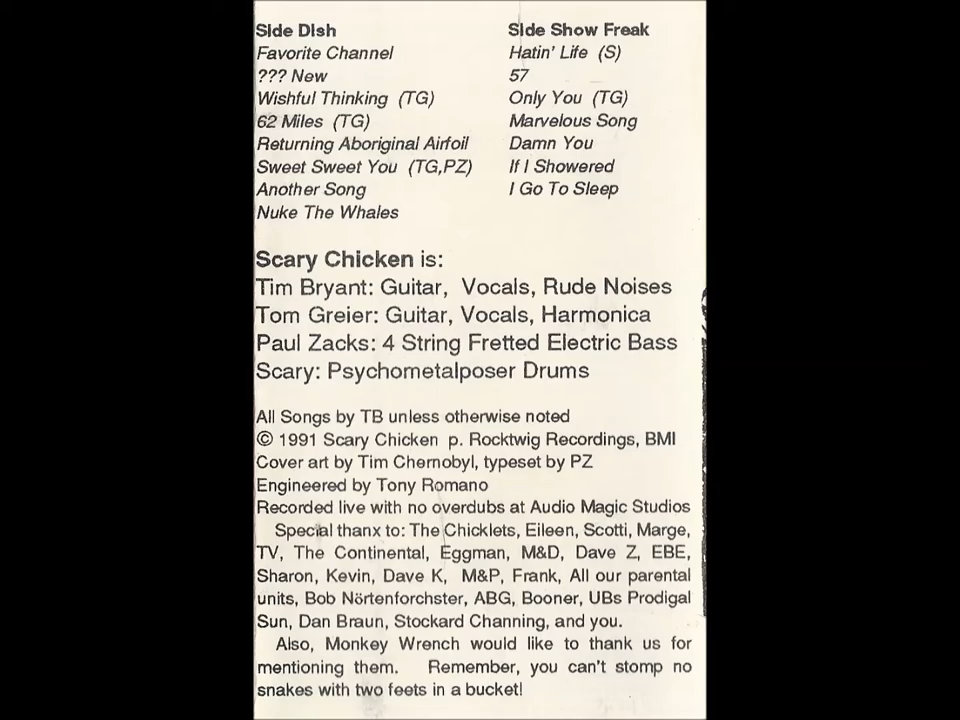 Side Dish
Favorite Channel
??? New
Wishful Thinking (TG)
62 Miles (TG)
Returning Aboriginal Airfoil
Sweet Sweet You (TG,PZ)
Another Song
Nuke The Whales
Side Show Freak
Hatin' Life (S)
57
Only You (TG)
Marvelous Song
Damn You
If I Showered
I Go To Sleep
Scary Chicken is:
Tim Bryant: Guitar, Vocals, Rude Noises
Tom Greier: Guitar, Vocals, Harmonica
Paul Zacks: 4 String Fretted Electric Bass
Scary: Psychometalposer Drums
All Songs by TB unless otherwise noted
© 1991 Scary Chicken p. Rocktwig Recordings, BMI
Cover art by Tim Chernobyl, typeset by PZ
Engineered by Tony Romano
Recorded live with no overdubs at Audio Magic Studios
Special thanx to: The Chicklets, Eileen, Scotti, Marge,
TV, The Continental, Eggman, M&D, Dave Z, EBE,
Sharon, Kevin, Dave K, M&P, Frank, All our parental
units, Bob Nörtenforchster, ABG, Booner, UBs Prodigal
Sun, Dan Braun, Stockard Channing, and you.
Also, Monkey Wrench would like to thank us for
mentioning them. Remember, you can't stomp no
snakes with two feets in a bucket!